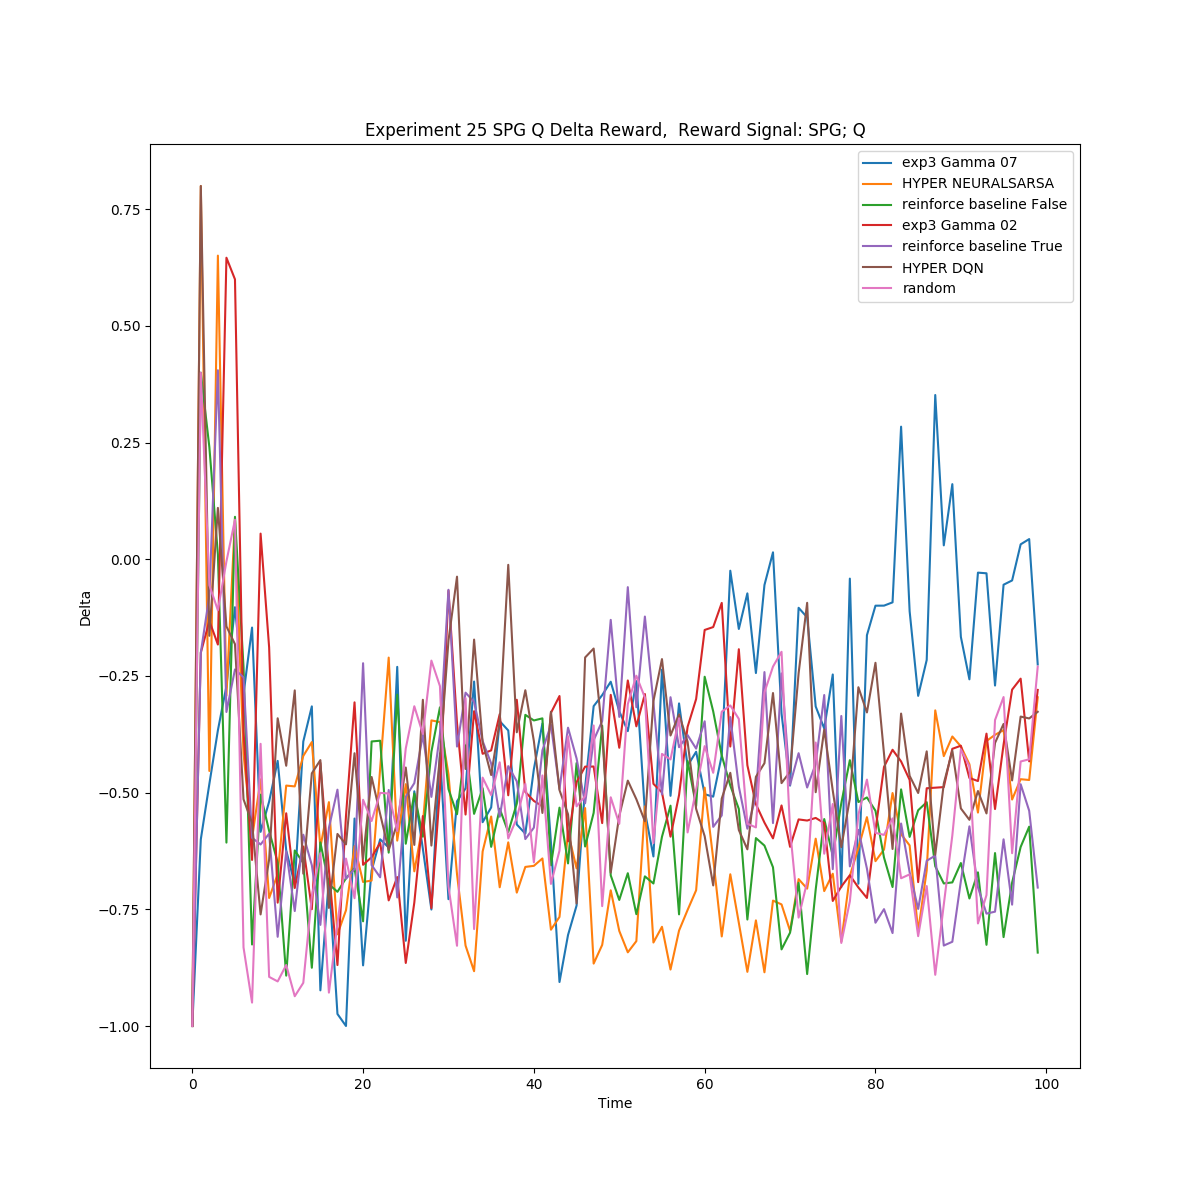 Experiment 25 SPG Q Delta Reward,  Reward Signal: SPG; Q
exp3 Gamma 07
HYPER NEURALSARSA
reinforce baseline False
exp3 Gamma 02
reinforce baseline True
HYPER DQN
random
0.75
0.50
0.25
0.00
−0.25
−0.50
−0.75
−1.00
Delta
0 20 40 60 80 100
Time